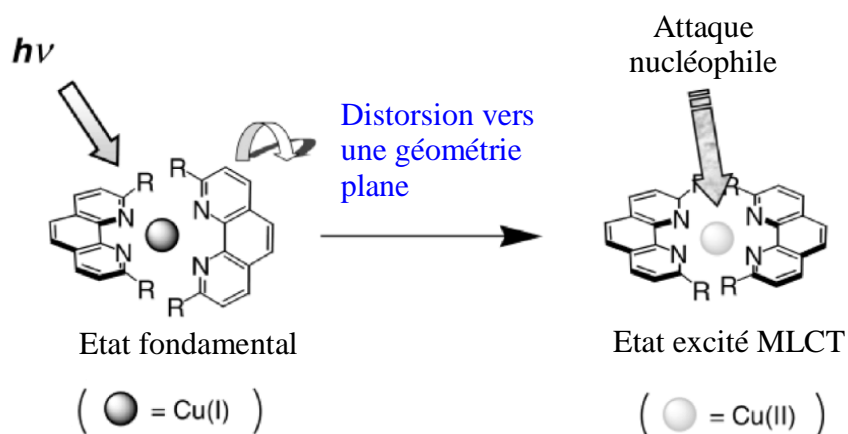 hν
Attaque
nucléophile
Distorsion vers
une géométrie
plane
R
R
N
N
N
N
R
R
R
R
N
N
N
N
R
R
Etat fondamental
Etat excité MLCT
( = Cu(I) )
( = Cu(II) )